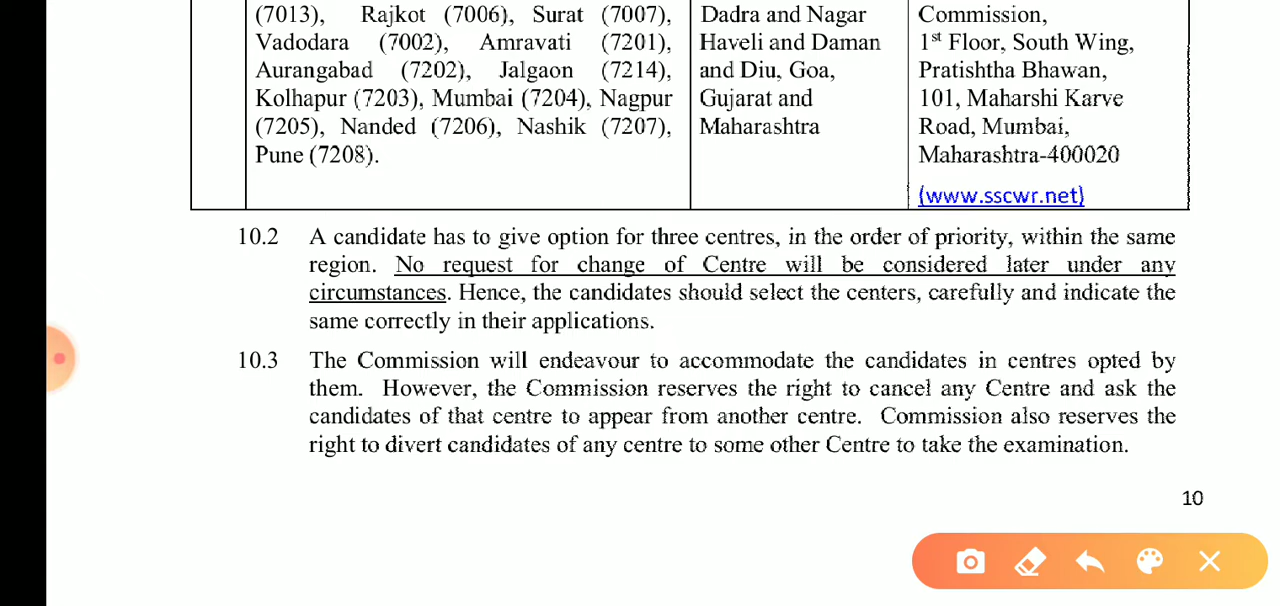 (7013), Rajkot (7006), Surat (7007),
Vadodara (7002), Amravati (7201),
Aurangabad (7202), Jalgaon (7214),
Kolhapur (7203), Mumbai (7204), Nagpur
(7205), Nanded (7206), Nashik (7207),
Pune (7208).
Dadra and Nagar
Haveli and Daman
and Diu, Goa,
Gujarat and
Maharashtra
Commission,
1st Floor, South Wing,
Pratishtha Bhawan,
101, Maharshi Karve
Road, Mumbai,
Maharashtra-400020
(www.sscwr.net)
10.2 A candidate has to give option for three centres, in the order of priority, within the same
region. No request for change of Centre will be considered later under any
circumstances. Hence, the candidates should select the centers, carefully and indicate the
same correctly in their applications.
10.3 The Commission will endeavour to accommodate the candidates in centres opted by
them. However, the Commission reserves the right to cancel any Centre and ask the
candidates of that centre to appear from another centre. Commission also reserves the
right to divert candidates of any centre to some other Centre to take the examination.
10